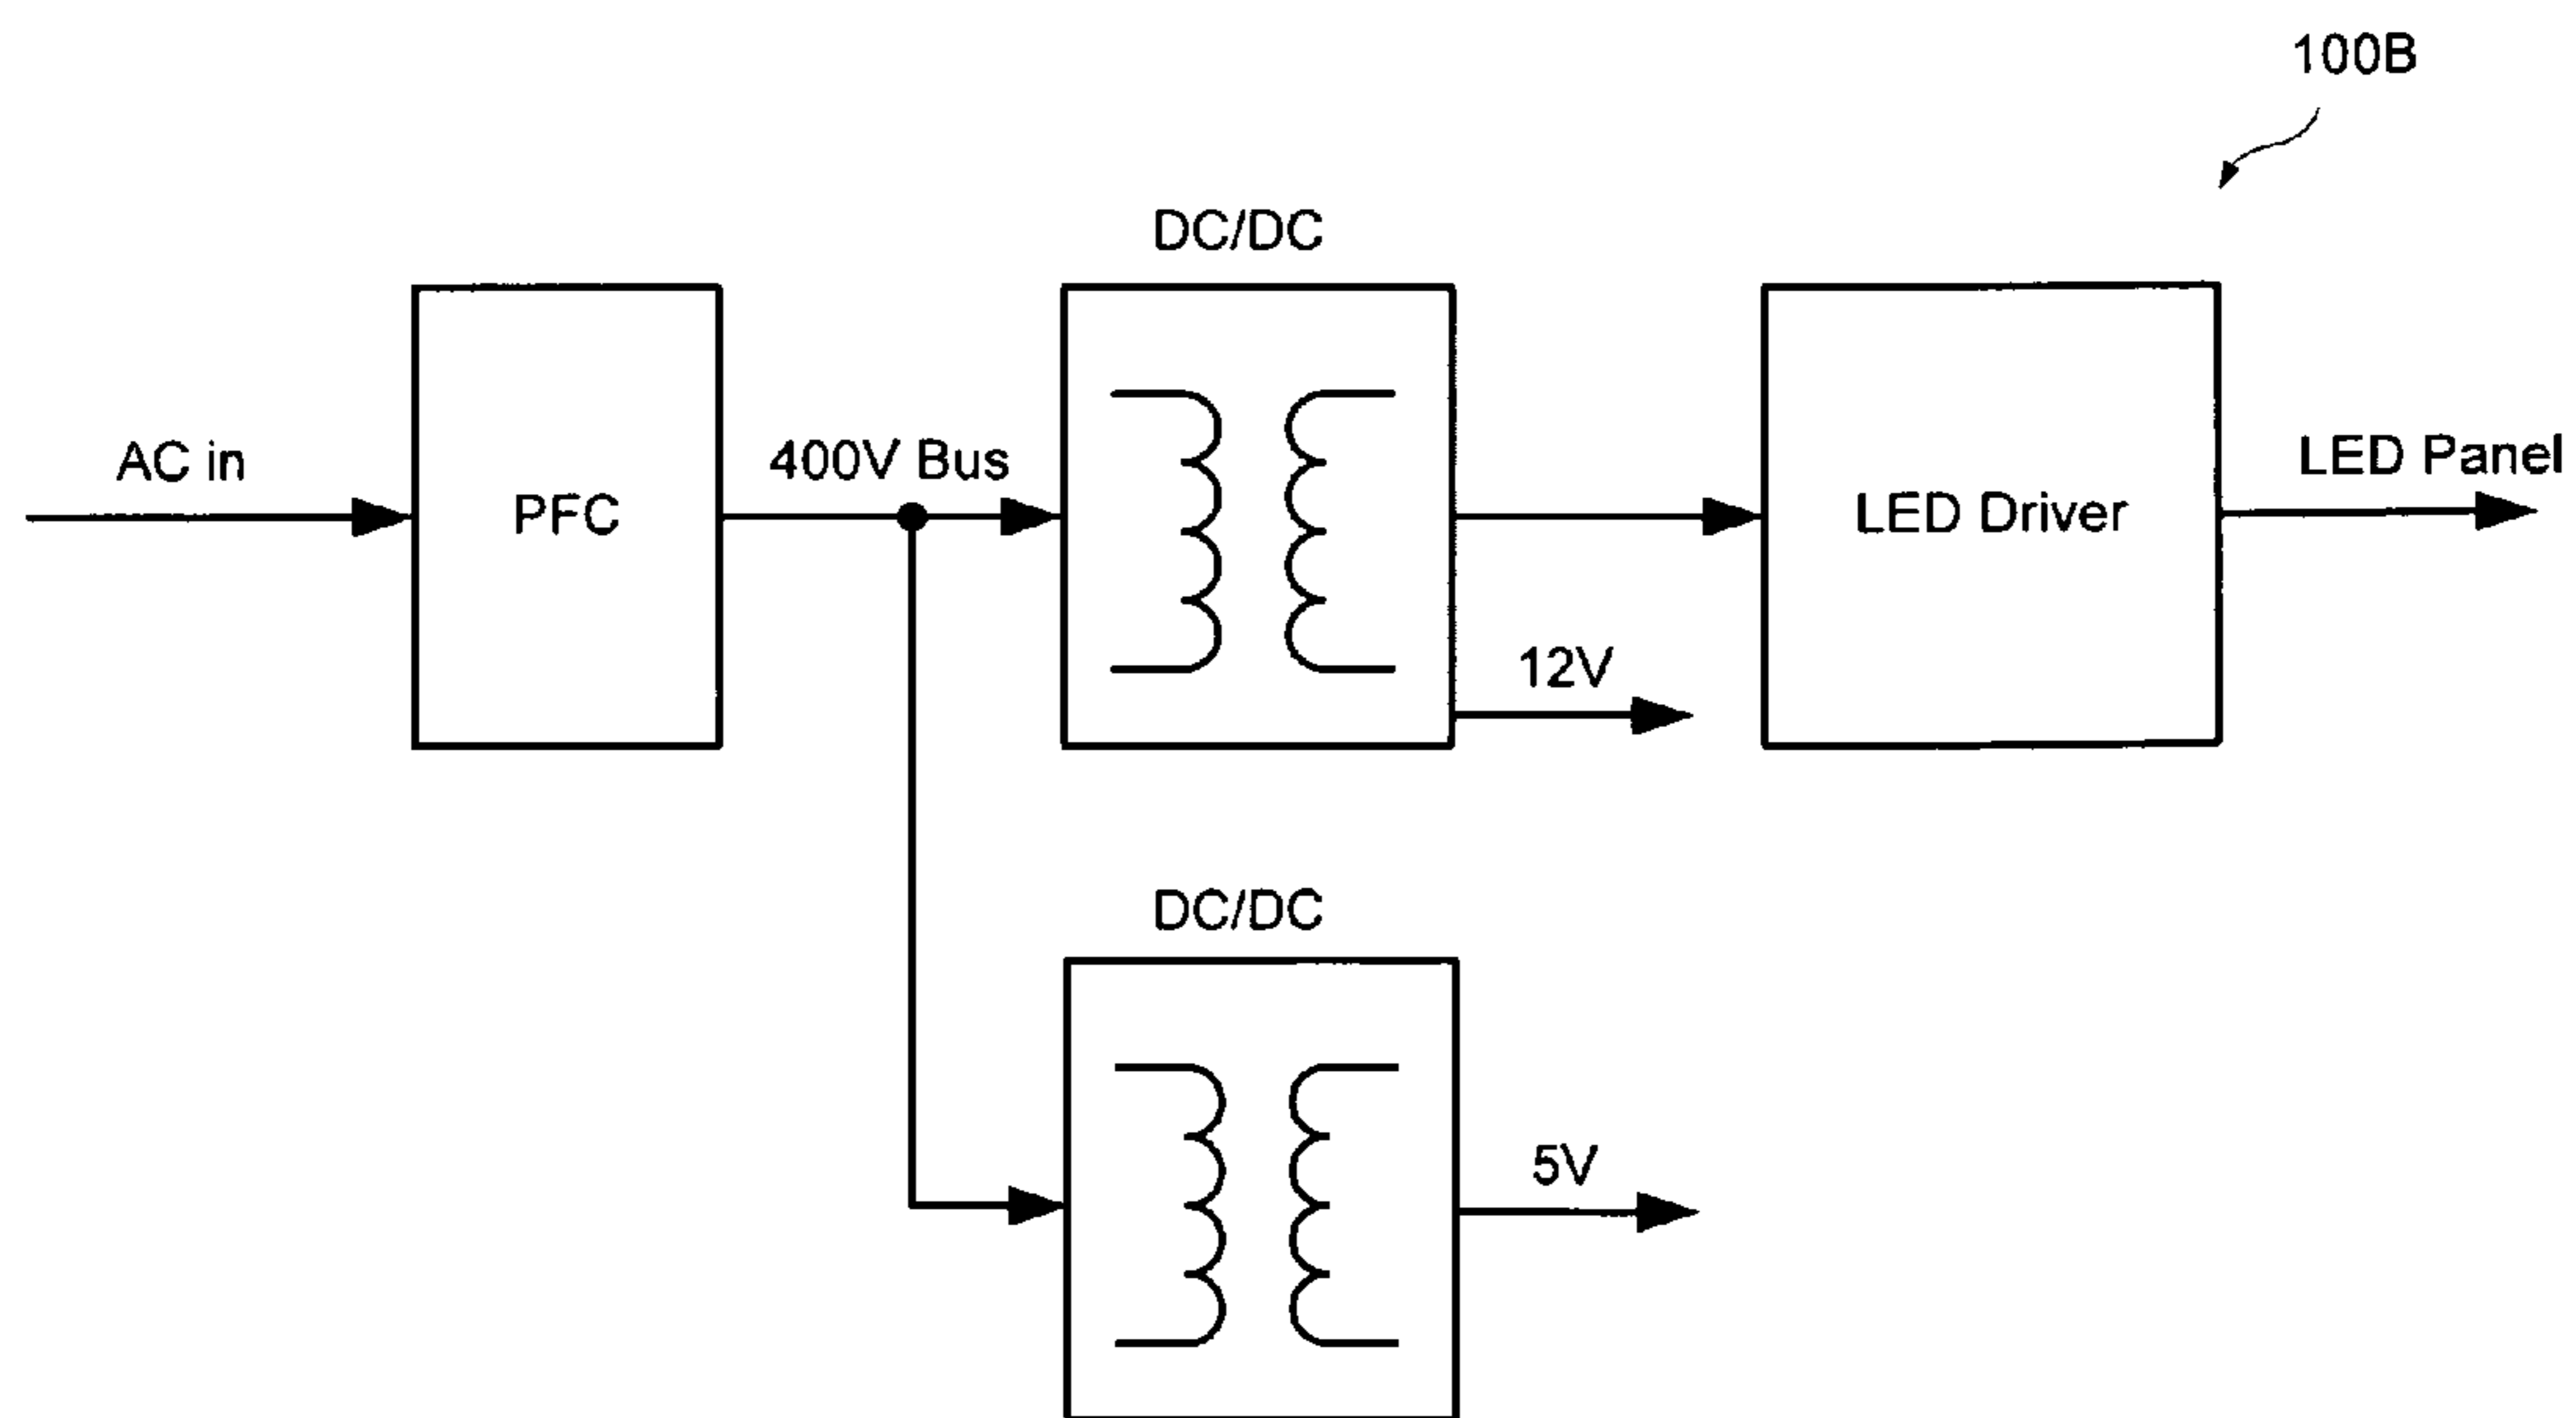 100B
DC/DC
AC in
PFC
400V Bus
LED Driver
LED Panel
12V
DC/DC
5V